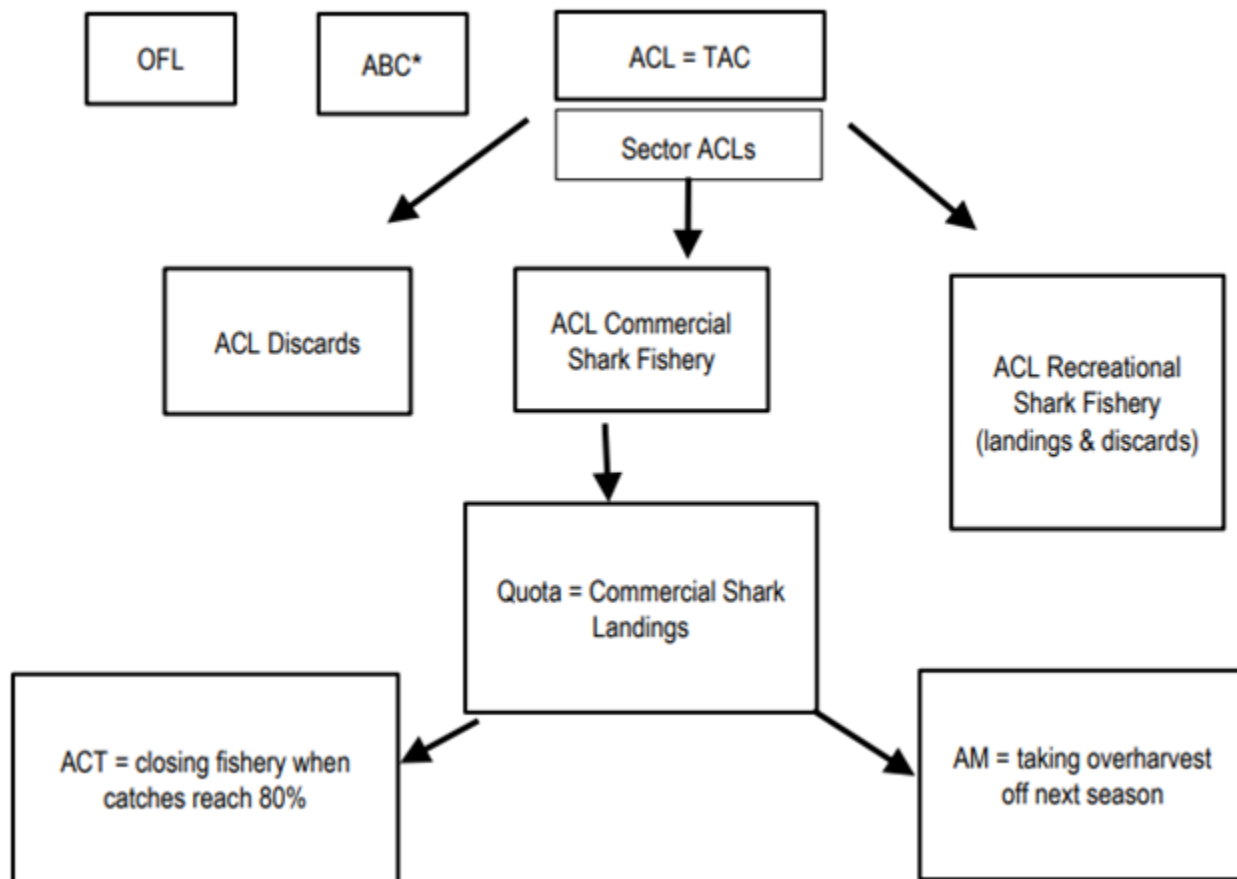 OFL
ABC*
ACL = TAC
Sector ACLs
ACL Discards
ACL Commercial
Shark Fishery
ACL Recreational
Shark Fishery
(landings & discards)
Quota = Commercial Shark
Landings
ACT = closing fishery when
catches reach 80%
AM = taking overharvest
off next season